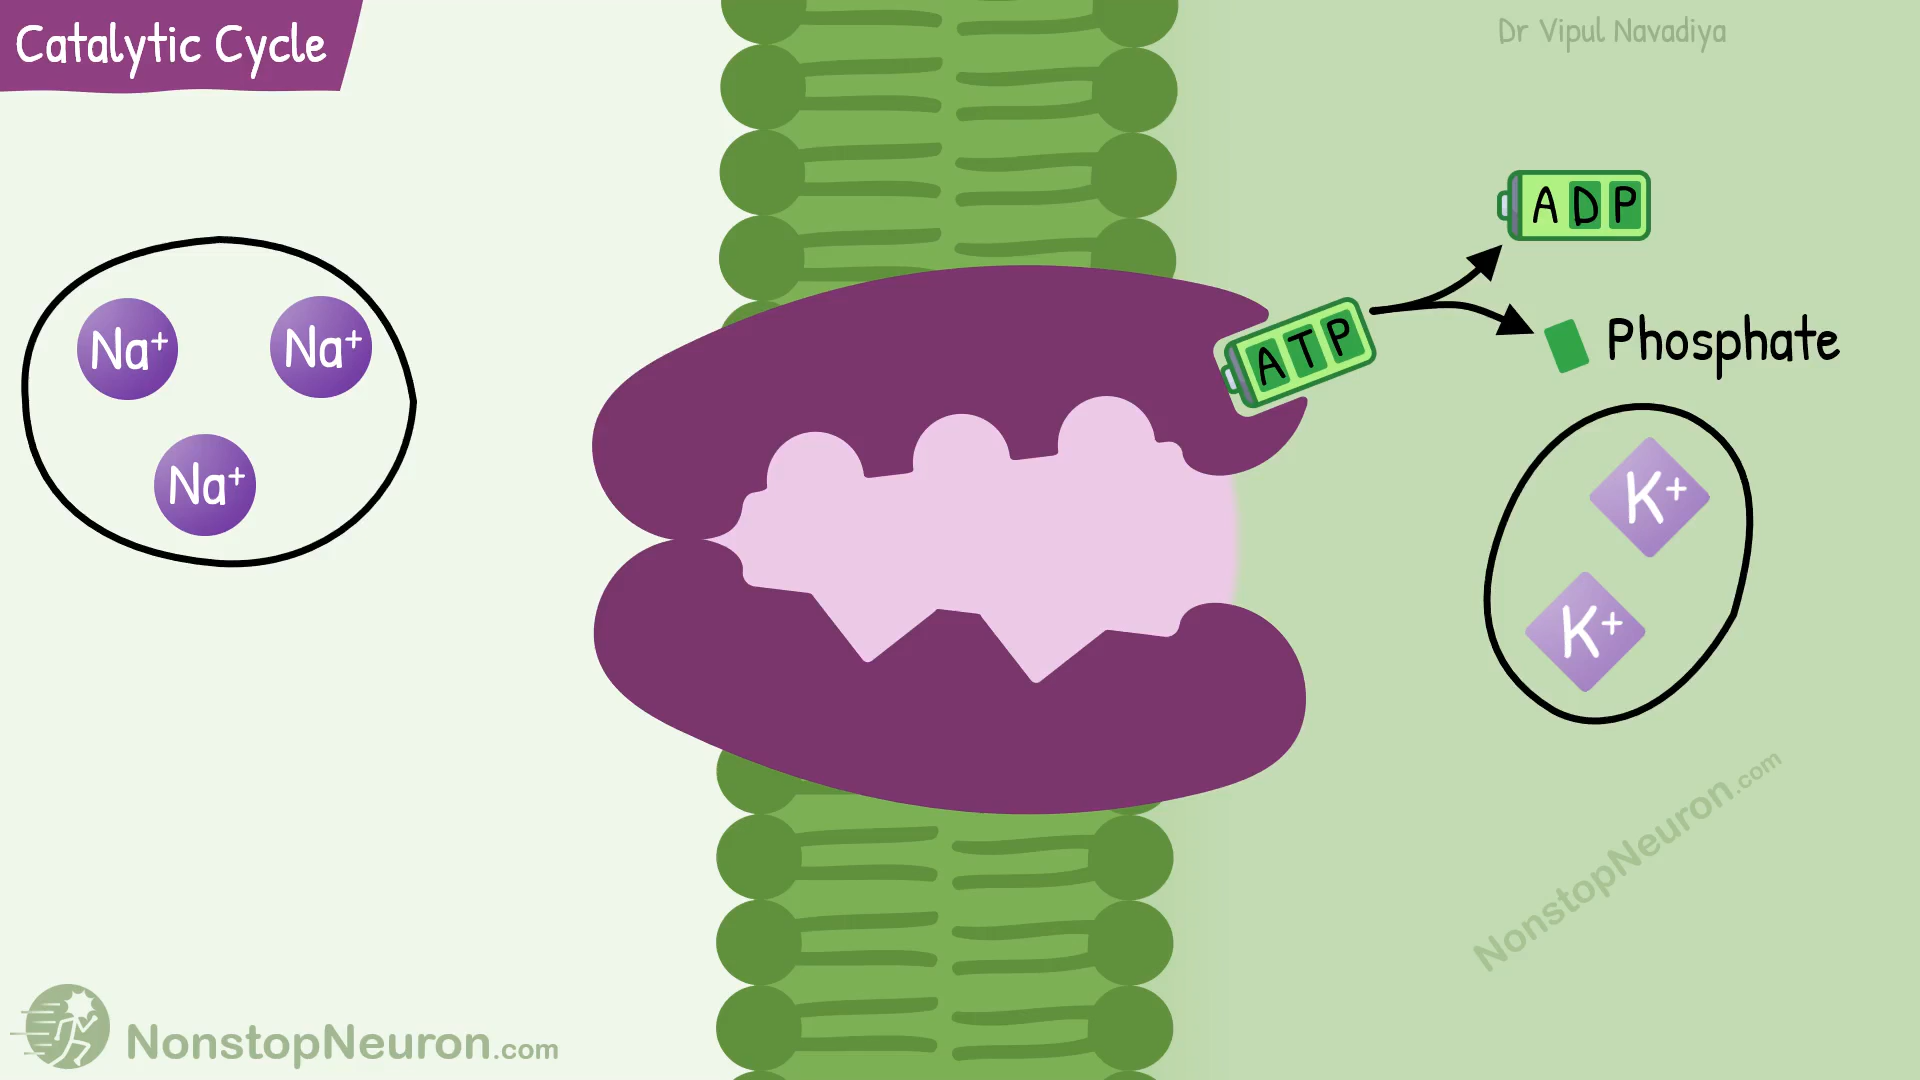 Catalytic Cycle
Dr Vipul Navadiya
ADP
ATP
Phosphate
Na⁺
Na⁺
Na⁺
K⁺
K⁺
NonstopNeuron.com
NonstopNeuron.com